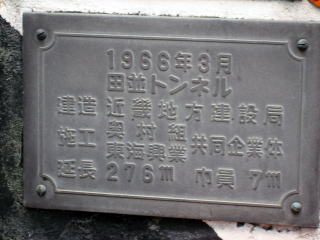 1966年3月
田並トンネル
建造 近畿地方建設局
施工 奥村組 東海興業 共同企業体
延長 276m 巾員 7m